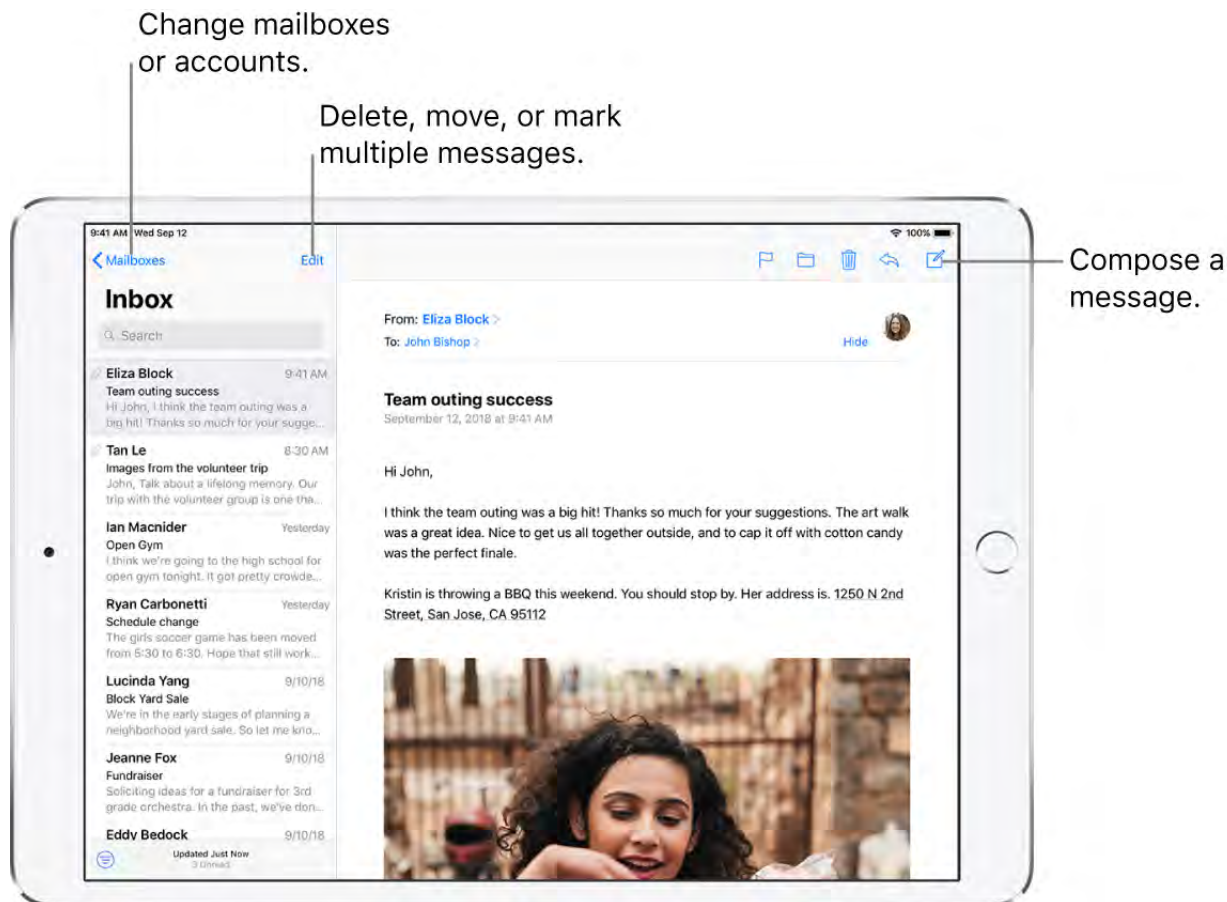 Change mailboxes
or accounts.
Delete, move, or mark
multiple messages.
9:41 AM Wed Sep 12
100%
Mailboxes
Edit
Compose a
message.
Inbox
Search
Eliza Block 9:41 AM
Team outing success
Hi John, I think the team outing was a
big hit! Thanks so much for your sugge...
Tan Le 8:30 AM
Images from the volunteer trip
John, Talk about a lifelong memory. Our
trip with the volunteer group is one tha...
Ian Macnider Yesterday
Open Gym
I think we're going to the high school for
open gym tonight. It got pretty crowde...
Ryan Carbonetti Yesterday
Schedule change
The girls soccer game has been moved
from 5:30 to 6:30. Hope that still work...
Lucinda Yang 9/10/18
Block Yard Sale
We're in the early stages of planning a
neighborhood yard sale. So let me kno...
Jeanne Fox 9/10/18
Fundraiser
Soliciting ideas for a fundraiser for 3rd
grade orchestra. In the past, we've don...
Eddy Bedock 9/10/18
Updated Just Now
3 Unread
From: Eliza Block
To: John Bishop
Hide
Team outing success
September 12, 2018 at 9:41 AM
Hi John,
I think the team outing was a big hit! Thanks so much for your suggestions. The art walk
was a great idea. Nice to get us all together outside, and to cap it off with cotton candy
was the perfect finale.
Kristin is throwing a BBQ this weekend. You should stop by. Her address is. 1250 N 2nd
Street, San Jose, CA 95112